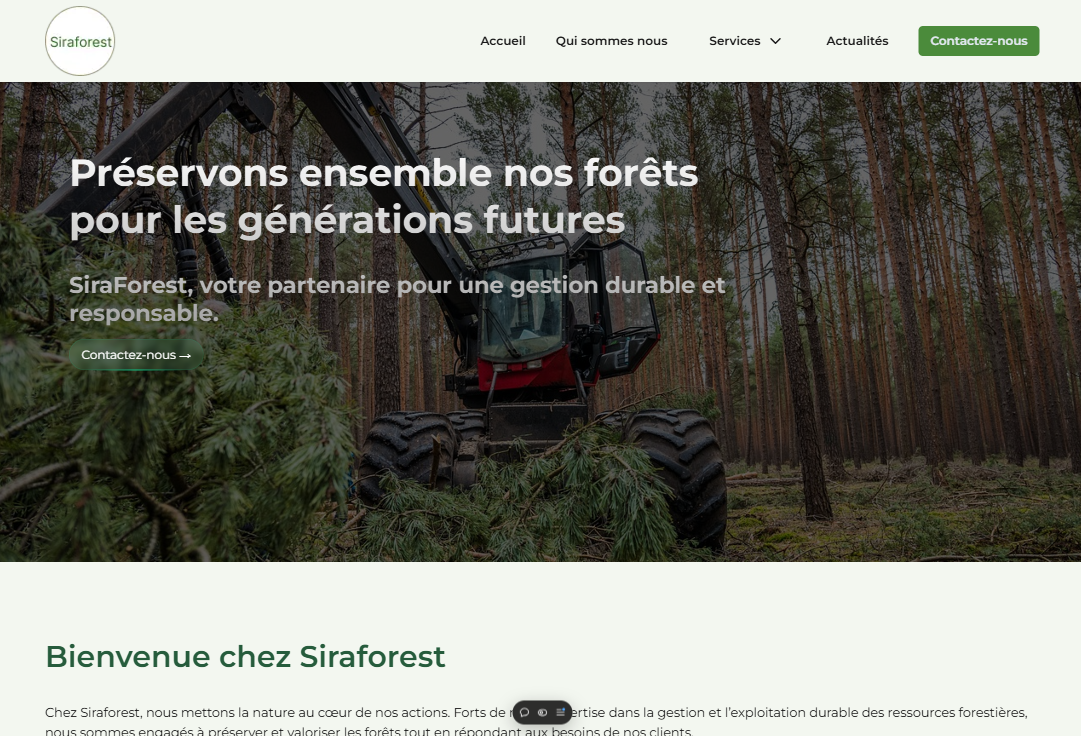 Siraforest
Accueil
Qui sommes nous
Services
Actualités
Contactez-nous
Préservons ensemble nos forêts
pour les générations futures
SiraForest, votre partenaire pour une gestion durable et
responsable.
Contactez-nous →
Bienvenue chez Siraforest
Chez Siraforest, nous mettons la nature au cœur de nos actions. Forts de ertise dans la gestion et l’exploitation durable des ressources forestières,
nous sommes engagés à préserver et valoriser les forêts tout en répondant aux besoins de nos clients.